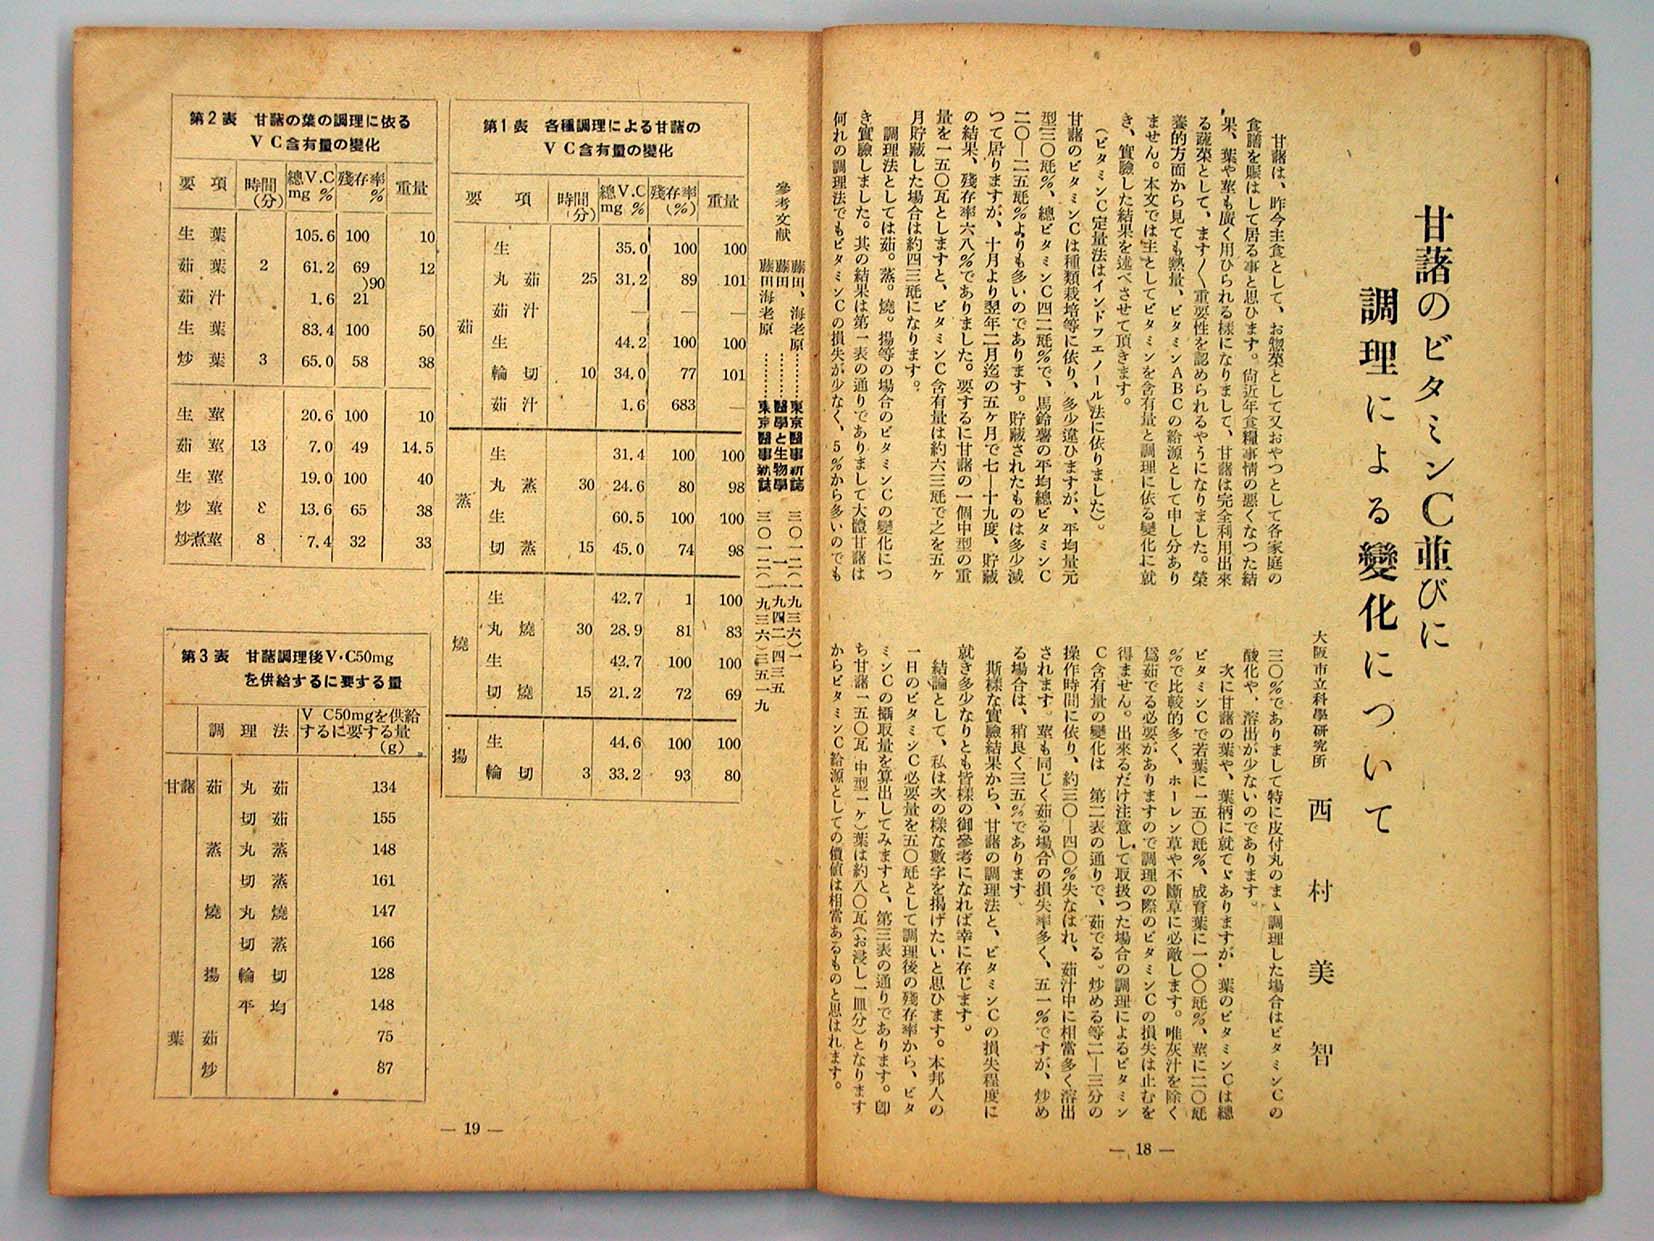 甘藷のビタミンC並びに
調理による變化について
大阪市立科學研究所　西村美智
甘藷は、昨今主食として、お惣菜として又おやつとして各家庭の
食膳を賑はして居る事と思ひます。尙近年食糧事情の悪くなつた結
果、葉や莖も廣く用ひられる樣になりまして、甘藷は完全利用出來
る蔬菜として、ます〱重要性を認められるやうになりました。榮
養的方面から見ても熱量、ビタミンABCの給源として申し分あり
ません。本文では主としてビタミンを含有量と調理に依る變化に就
き、實驗した結果を述べさせて頂きます。
（ビタミンC定量法はインドフエノール法に依りました）。
甘藷のビタミンCは種類栽培等に依り、多少違ひますが、平均量元
型三〇瓱％、總ビタミンC四二瓱％で、馬鈴薯の平均總ビタミンC
二〇―二五瓱％よりも多いのであります。貯藏されたものは多少減
つて居りますが、十月より翌年二月迄の五ヶ月で七―十九度、貯藏
の結果、殘存率六八％でありました。要するに甘藷の一個中型の重
量を一五〇瓦としますと、ビタミンC含有量は約六三瓱で之を五ヶ
月貯藏した場合は約四三瓱になります。
調理法としては茹。蒸。燒。揚等の場合のビタミンCの變化につ
き實驗しました。其の結果は第一表の通りでありまして大體甘藷は
何れの調理法でもビタミンCの損失が少なく、5％から多いのでも
三〇％でありまして特に皮付丸のまゝ調理した場合はビタミンCの
酸化や、溶出が少ないのであります。
次に甘藷の葉や、葉柄に就てゞありますが、葉のビタミンCは總
ビタミンCで若葉に一五〇瓱％、成育葉に一〇〇瓱％、莖に二〇瓱
％で比較的多く、ホーレン草や不斷草に必敵します。唯灰汁を除く
爲茹でる必要がありますので調理の際のビタミンCの損失は止むを
得ません。出來るだけ注意して取扱つた場合の調理によるビタミン
C含有量の變化は　第二表の通りで、茹でる。炒める等二―三分の
操作時間に依り、約三〇―四〇％失なはれ、茹汁中に相當多く溶出
されます。莖も同じく茹る場合の損失率多く、五一％ですが、炒め
る場合は、稍良く三五％であります
斯樣な實驗結果から、甘藷の調理法と、ビタミンCの損失程度に
就き多少なりとも皆樣の御參考になれば幸に存じます。
結論として、私は次の樣な數字を揭げたいと思ひます。本邦人の
一日のビタミンC必要量を五〇瓱として調理後の殘存率から、ビタ
ミンCの攝取量を算出してみますと、第三表の通りであります。卽
ち甘藷一五〇瓦（中型一ヶ）葉は約八〇瓦（お浸し一皿分）となります
からビタミンC給源としての價値は相當あるものと思はれます。
― 18 ―
參考文献
藤田、海老原………東京醫事新誌　三〇一二（一九三六）一
藤田…………醫學と生物學　一、一九四二、四三五
藤田海老原…………東京醫事新誌　三〇一二（一九三六）三五一九
第1表　各種調理による甘藷の
VC含有量の變化
要項　時間(分)　總V.C mg %　殘存率(%)　重量
茹
生　35.0　100　100
丸茹　25　31.2　89　101
茹汁　―　―　―
生　44.2　100　100
輪切　10　34.0　77　101
茹汁　1.6　683　―
蒸
生　31.4　100　100
丸蒸　30　24.6　80　98
生　60.5　100　100
切蒸　15　45.0　74　98
燒
生　42.7　1　100
丸燒　30　28.9　81　83
生　42.7　100　100
切燒　15　21.2　72　69
揚
生　44.6　100　100
輪切　3　33.2　93　80
第2表　甘藷の葉の調理に依る
VC含有量の變化
要項　時間(分)　總V.C mg %　殘存率 %　重量
生葉　105.6　100　10
茹葉　2　61.2　69　12
)90
茹汁　1.6　21
生葉　83.4　100　50
炒葉　3　65.0　58　38
生莖　20.6　100　10
茹莖　13　7.0　49　14.5
生莖　19.0　100　40
炒莖　8　13.6　65　38
炒煮莖　8　7.4　32　33
第3表　甘藷調理後V・C50mg
を供給するに要する量
調理法　V C50mgを供給するに要する量(g)
甘藷　茹　丸茹　134
切茹　155
蒸　丸蒸　148
切蒸　161
燒　丸燒　147
切蒸　166
揚　輪切　128
平均　148
葉　茹　75
炒　87
― 19 ―